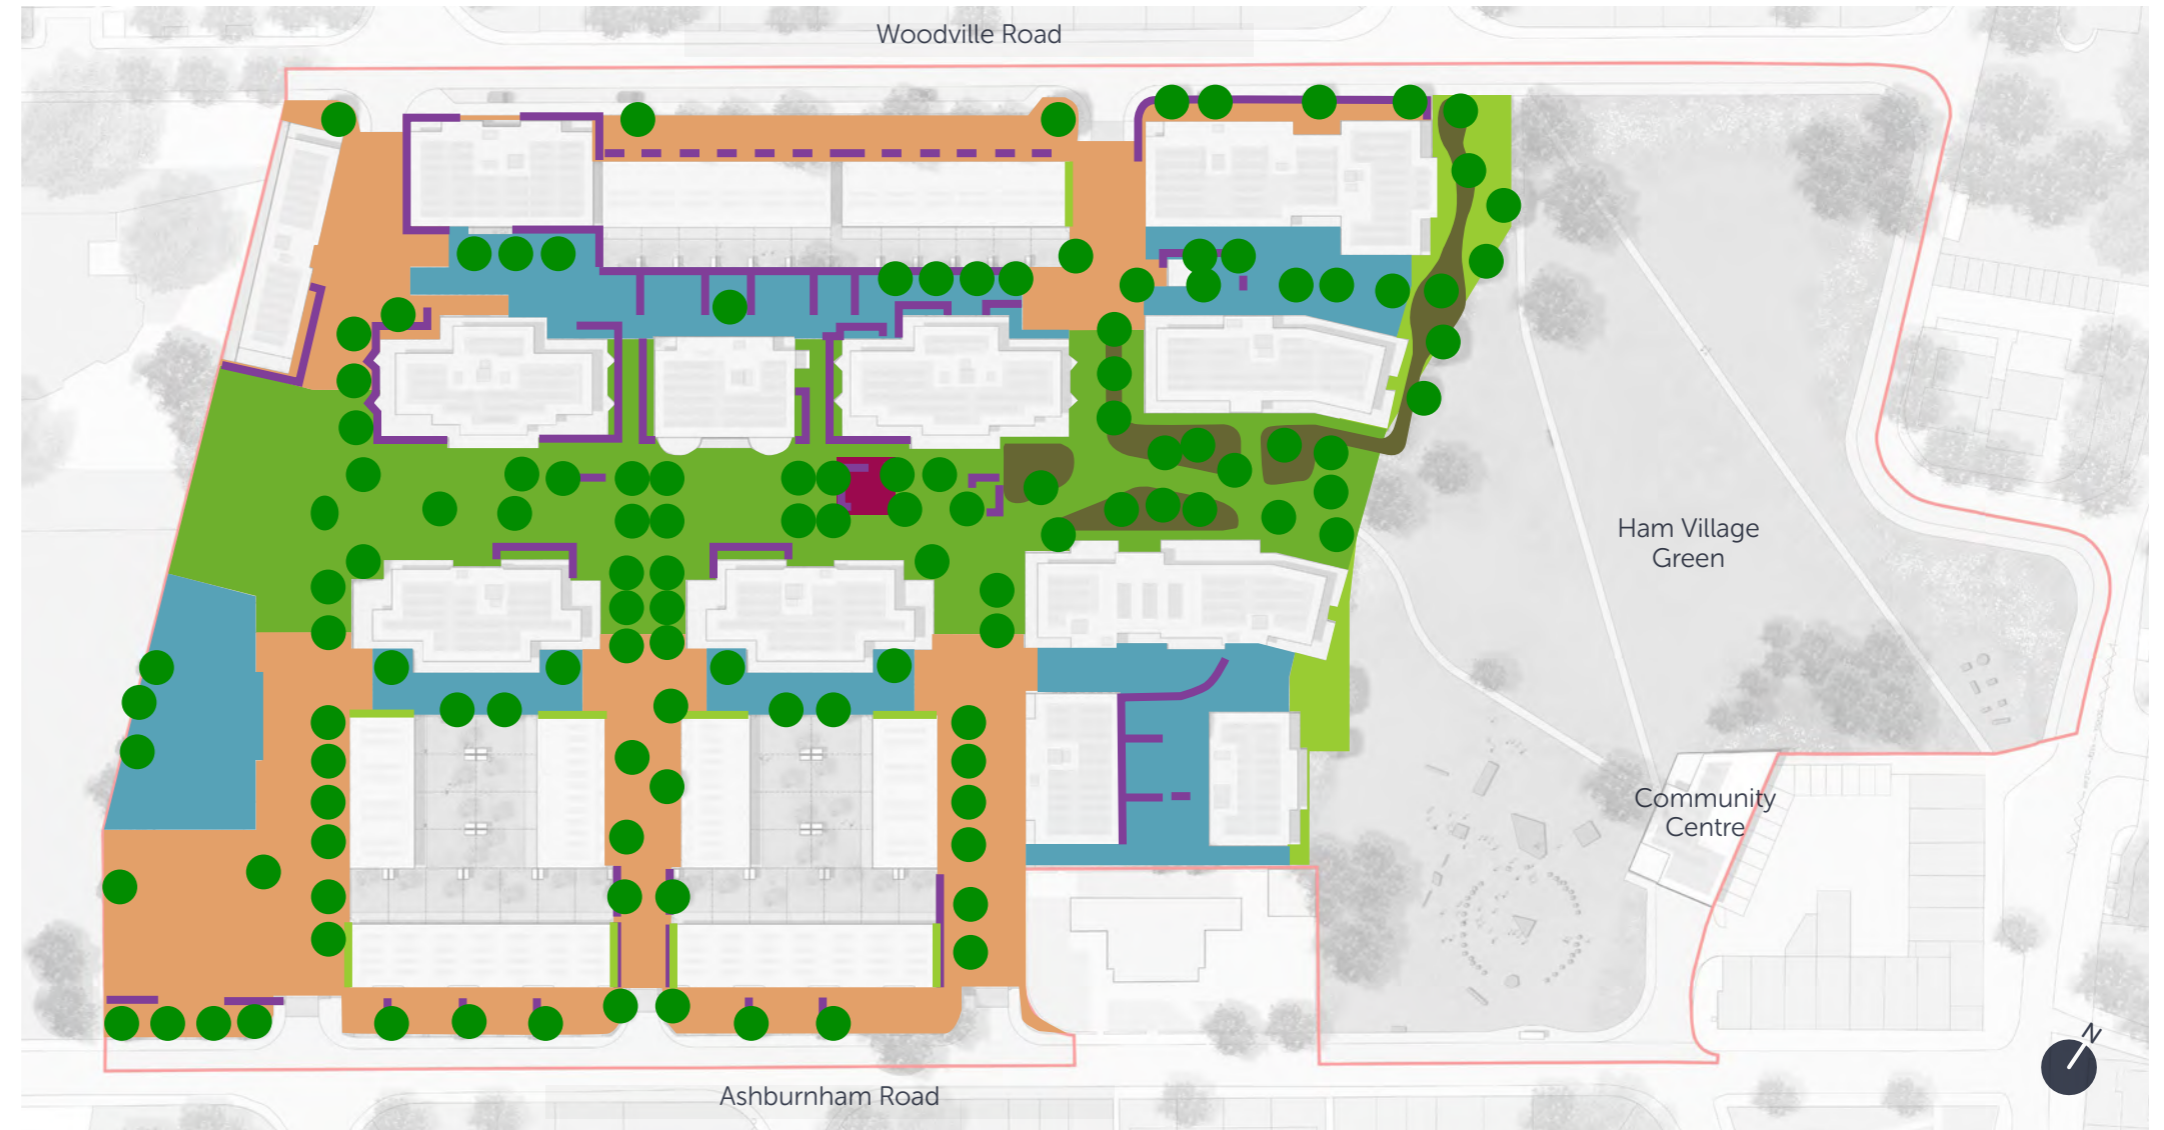 Woodville Road
Ham Village
Green
Community
Centre
N
Ashburnham Road